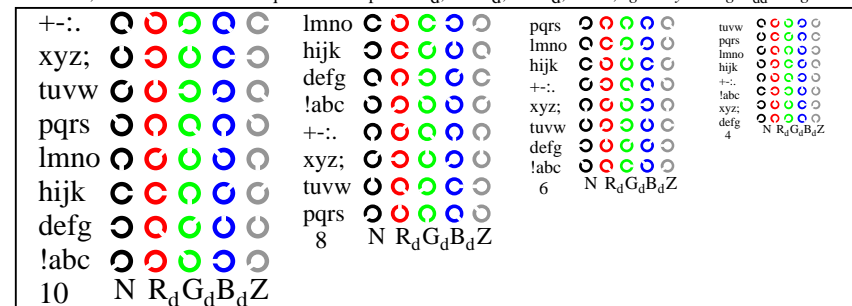 +-:.
xyz;
tuvw
pqrs
lmno
hijk
defg
!abc
10 N RdGdBdZ
lmno
hijk
defg
!abc
+-:.
xyz;
tuvw
pqrs
8 N RdGdBdZ
pqrs
lmno
hijk
+-:.
xyz;
tuvw
defg
!abc
6 N RdGdBdZ
tuvw
pqrs
lmno
hijk
+-:.
!abc
xyz;
defg
4 N RdGdBdZ